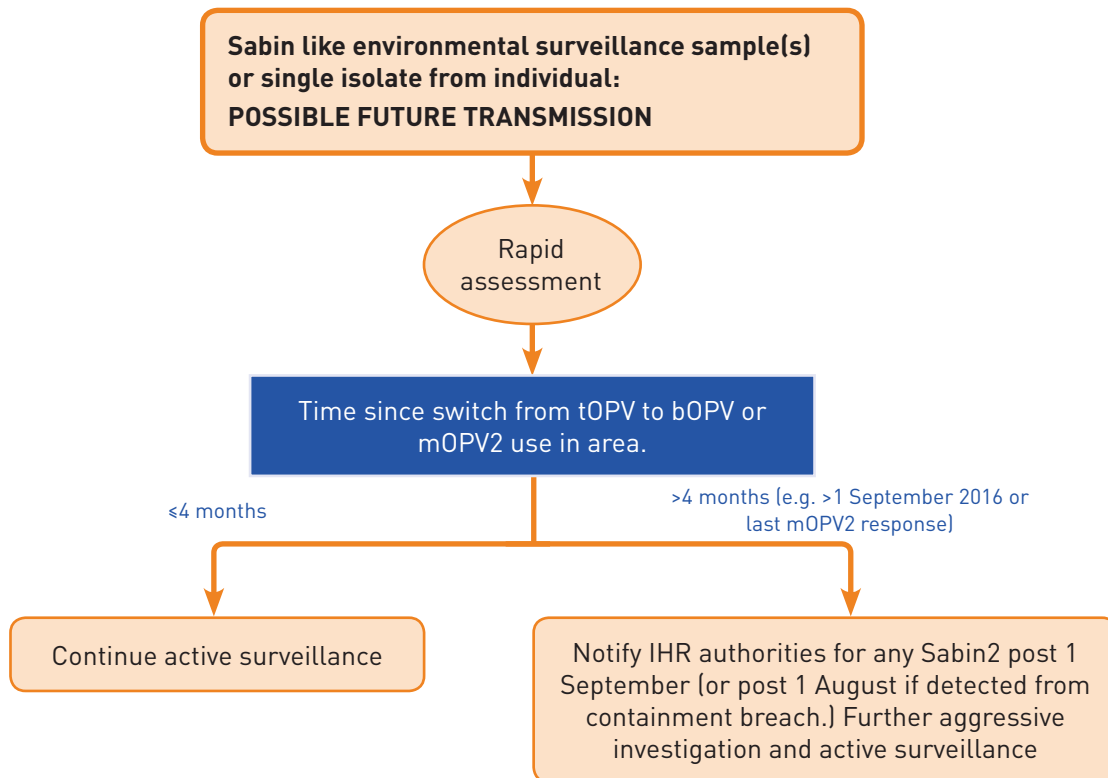 Sabin like environmental surveillance sample(s)
or single isolate from individual:
POSSIBLE FUTURE TRANSMISSION
Rapid
assessment
Time since switch from tOPV to bOPV or
mOPV2 use in area.
≤4 months
>4 months (e.g. >1 September 2016 or
last mOPV2 response)
Continue active surveillance
Notify IHR authorities for any Sabin2 post 1
September (or post 1 August if detected from
containment breach.) Further aggressive
investigation and active surveillance